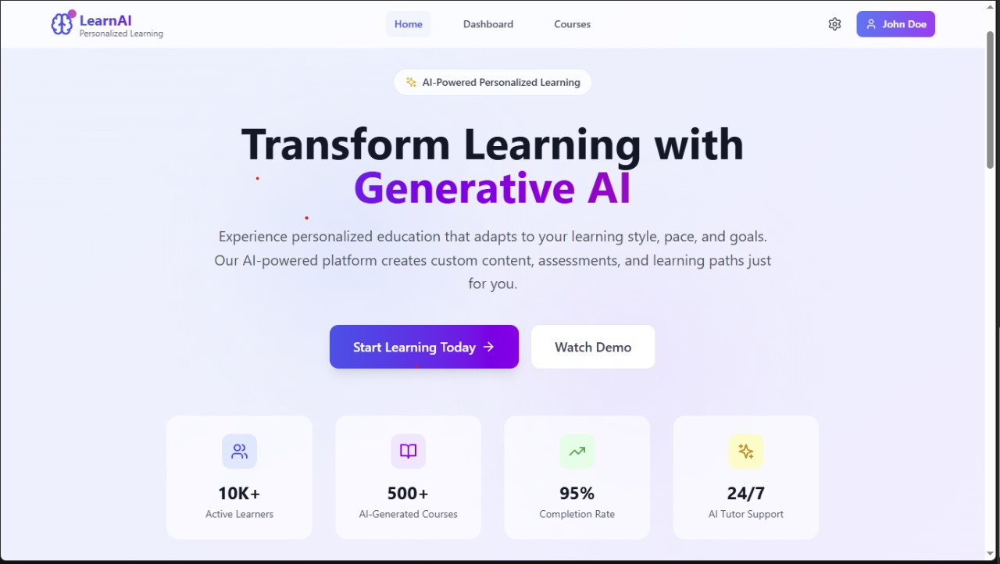 LearnAI
Personalized Learning
Home
Dashboard
Courses
John Doe
AI-Powered Personalized Learning
Transform Learning with
Generative AI
Experience personalized education that adapts to your learning style, pace, and goals.
Our AI-powered platform creates custom content, assessments, and learning paths just
for you.
Start Learning Today →
Watch Demo
10K+
Active Learners
500+
AI-Generated Courses
95%
Completion Rate
24/7
AI Tutor Support